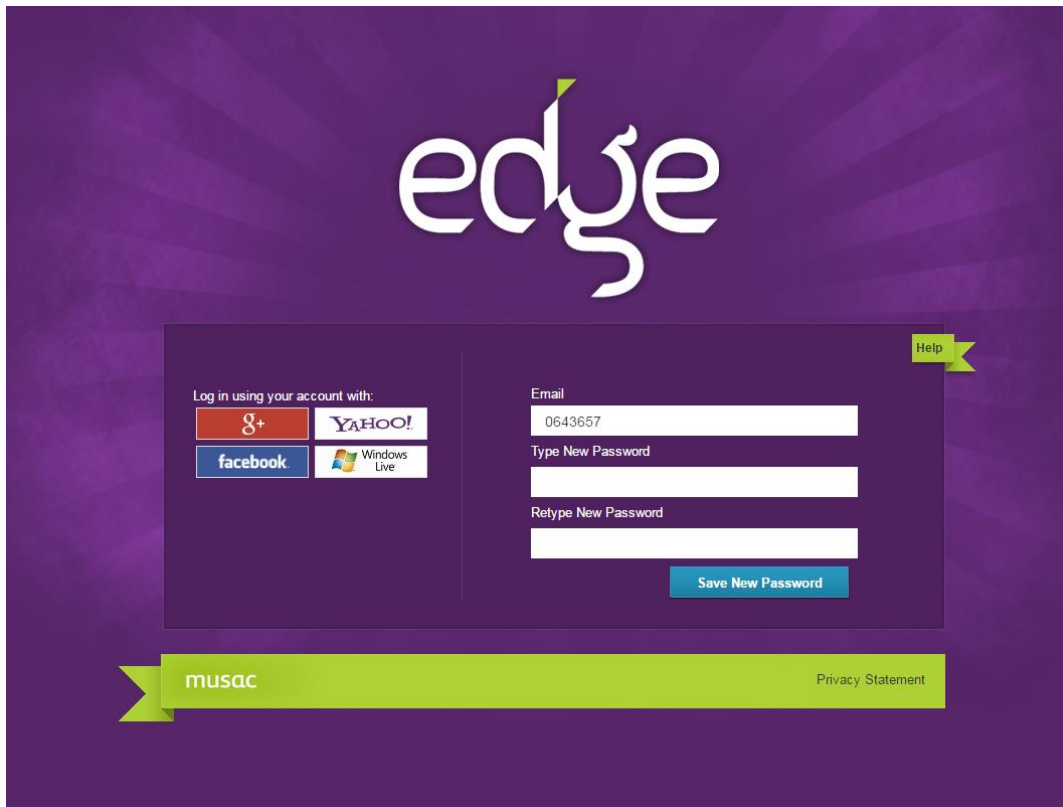 edge
Help
Log in using your account with:
g+
YAHOO!
facebook
Windows Live
Email
0643657
Type New Password
Retype New Password
Save New Password
musac
Privacy Statement